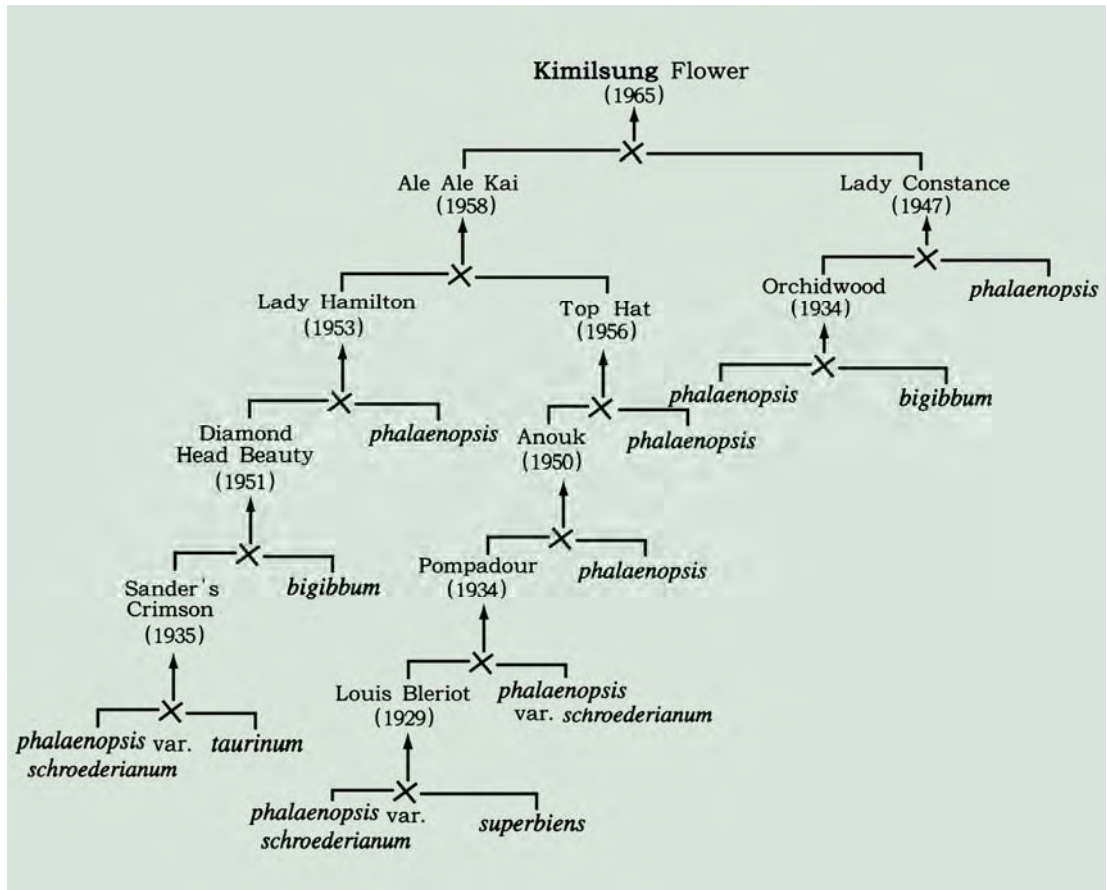 Kimilsung Flower
(1965)
Ale Ale Kai
(1958)
Lady Constance
(1947)
Lady Hamilton
(1953)
Top Hat
(1956)
Orchidwood
(1934)
phalaenopsis
phalaenopsis
bigibbum
Diamond
Head Beauty
(1951)
phalaenopsis
Anouk
(1950)
phalaenopsis
Sander's
Crimson
(1935)
bigibbum
Pompadour
(1934)
phalaenopsis
Louis Bleriot
(1929)
phalaenopsis
var. schroederianum
phalaenopsis var.
schroederianum
taurinum
phalaenopsis var.
schroederianum
superbiens